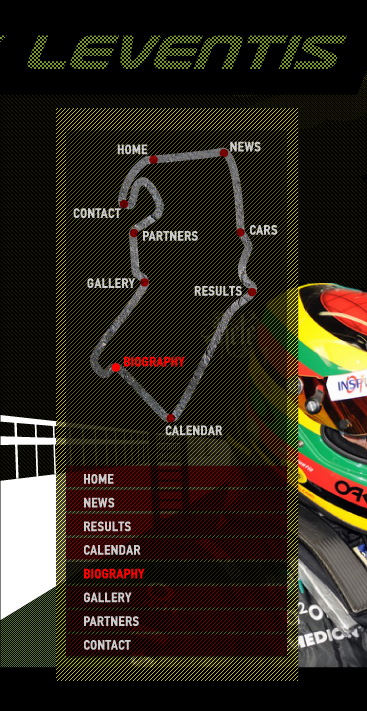 LEVENTIS
HOME
NEWS
CONTACT
PARTNERS
CARS
GALLERY
RESULTS
BIOGRAPHY
CALENDAR
HOME
NEWS
RESULTS
CALENDAR
BIOGRAPHY
GALLERY
PARTNERS
CONTACT